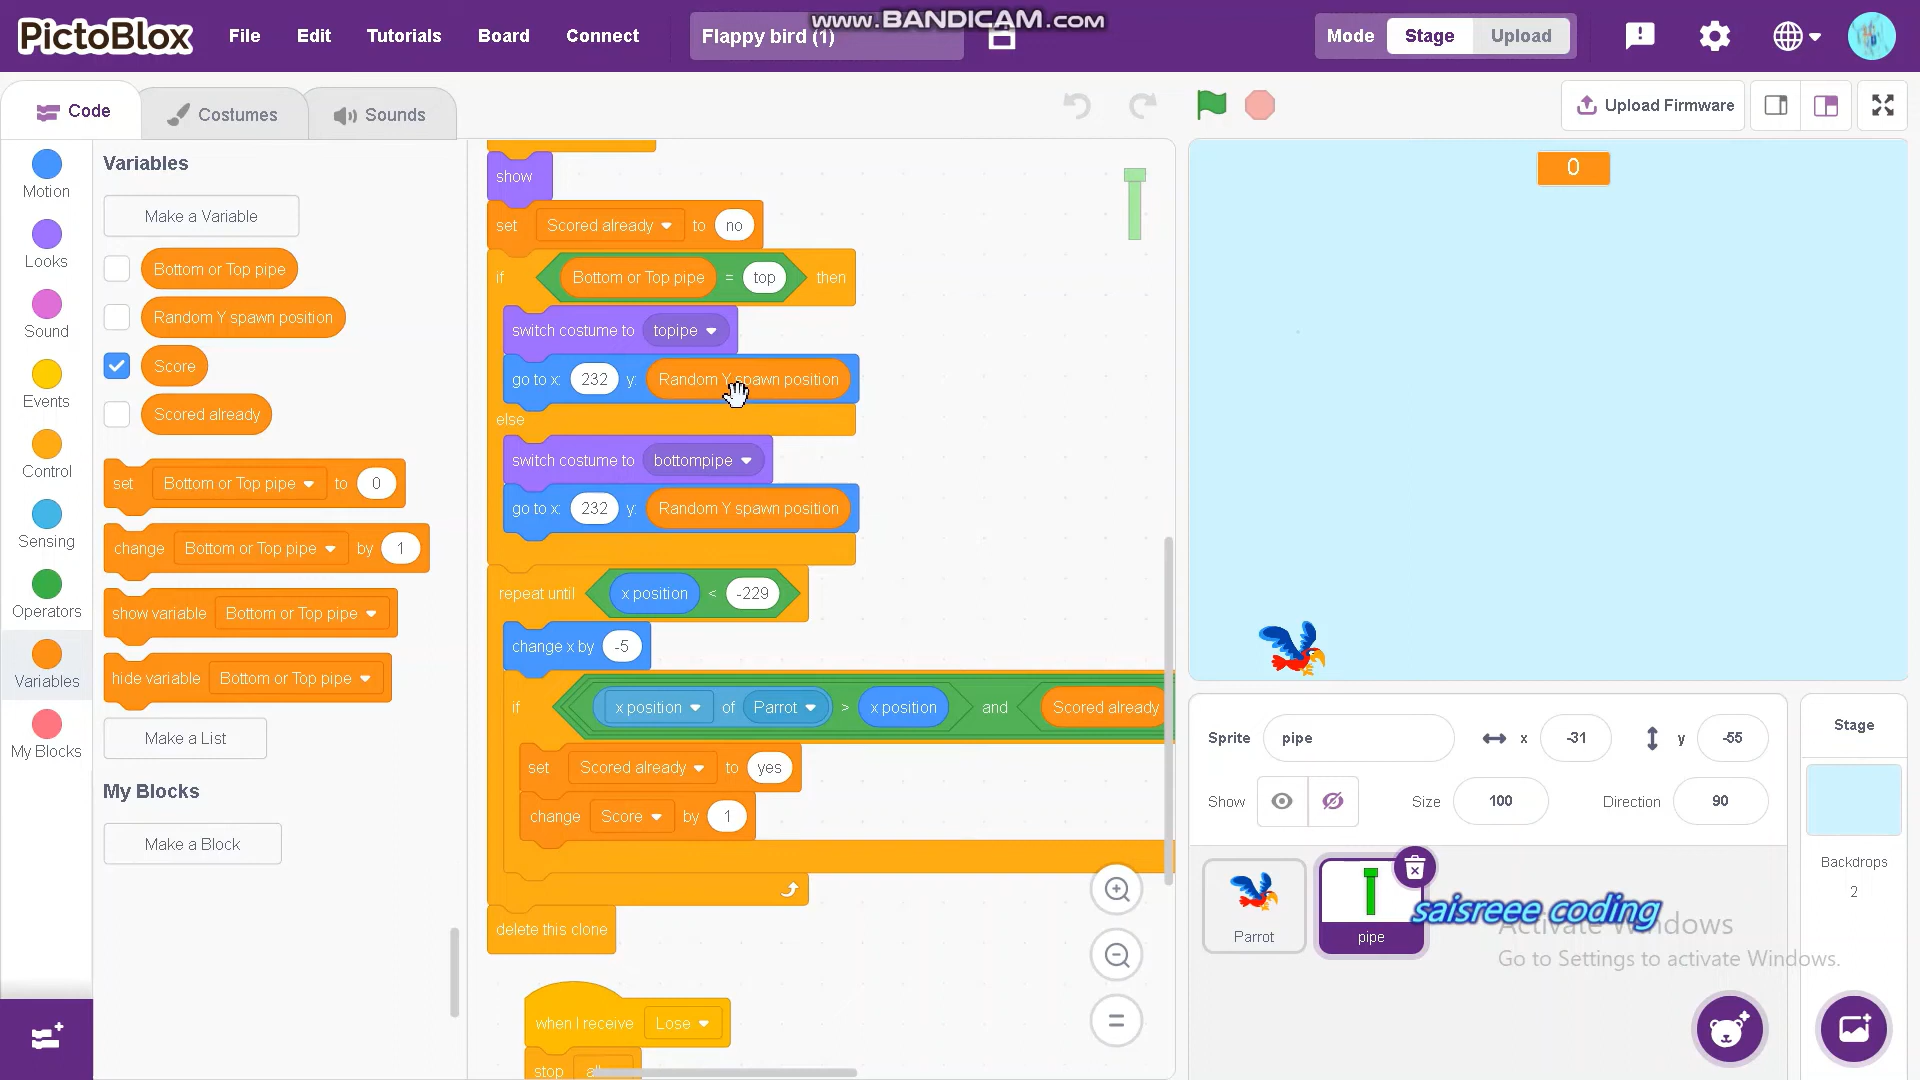 www.BANDICAM.com
PictoBlox File Edit Tutorials Board Connect Flappy bird (1) Mode Stage Upload
Code Costumes Sounds Upload Firmware
Motion
Looks
Sound
Events
Control
Sensing
Operators
Variables
My Blocks
Variables
Make a Variable
Bottom or Top pipe
Random Y spawn position
Score
Scored already
set Bottom or Top pipe to 0
change Bottom or Top pipe by 1
show variable Bottom or Top pipe
hide variable Bottom or Top pipe
Make a List
My Blocks
Make a Block
show
set Scored already to no
if Bottom or Top pipe = top then
switch costume to topipe
go to x: 232 y: Random Y spawn position
else
switch costume to bottompipe
go to x: 232 y: Random Y spawn position
repeat until x position < -229
change x by -5
if x position of Parrot > x position and Scored already
set Scored already to yes
change Score by 1
delete this clone
when I receive Lose
stop
0
Sprite pipe x -31 y -55
Show Size 100 Direction 90
Parrot
pipe
Stage
Backdrops
2
saisreee coding
Activate Windows
Go to Settings to activate Windows.